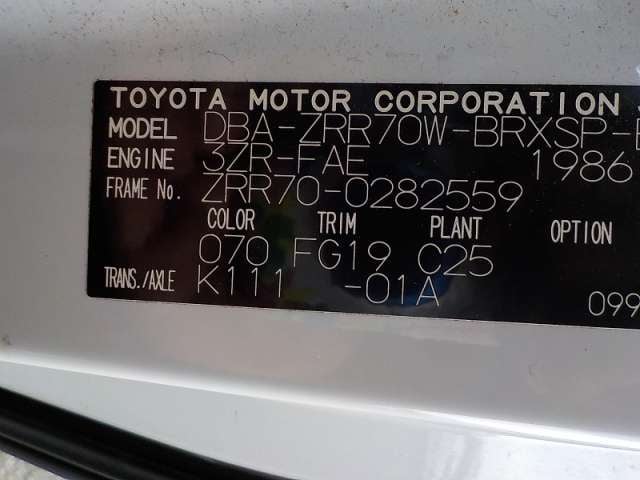 TOYOTA MOTOR CORPORATION
MODEL DBA-ZRR70W-BRXSP-
ENGINE 3ZR-FAE 1986
FRAME No. ZRR70-0282559
COLOR TRIM PLANT OPTION
070 FG19 C25
TRANS./AXLE K111 -01A
099